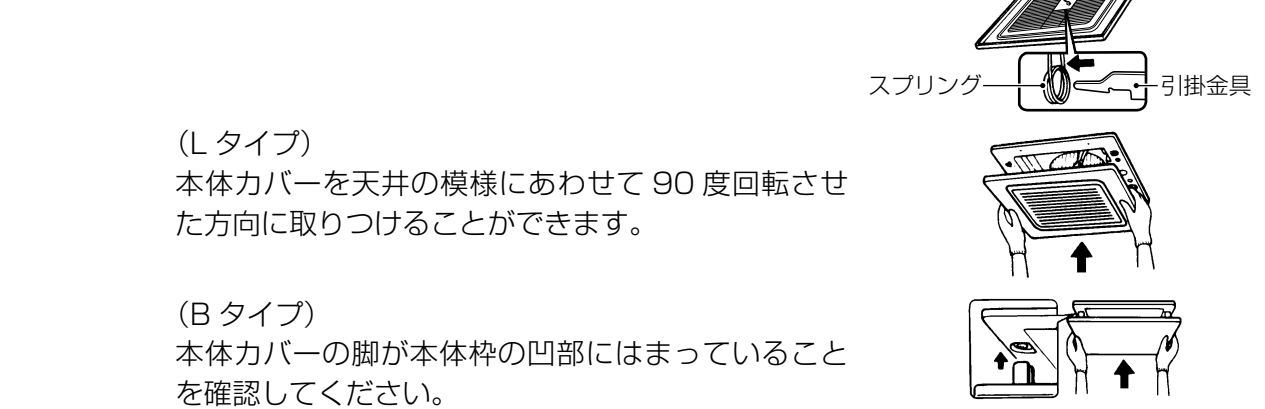 スプリング
引掛金具
（L タイプ）
本体カバーを天井の模様にあわせて 90 度回転させ
た方向に取りつけることができます。
（B タイプ）
本体カバーの脚が本体枠の凹部にはまっていること
を確認してください。